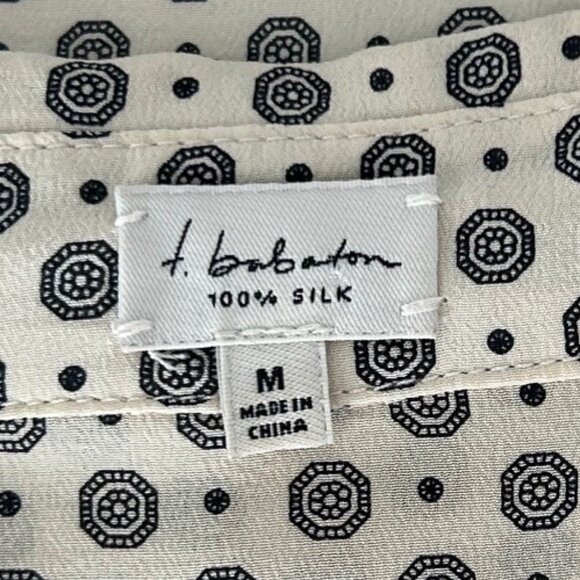 t. babaton
100% SILK
M
MADE IN
CHINA